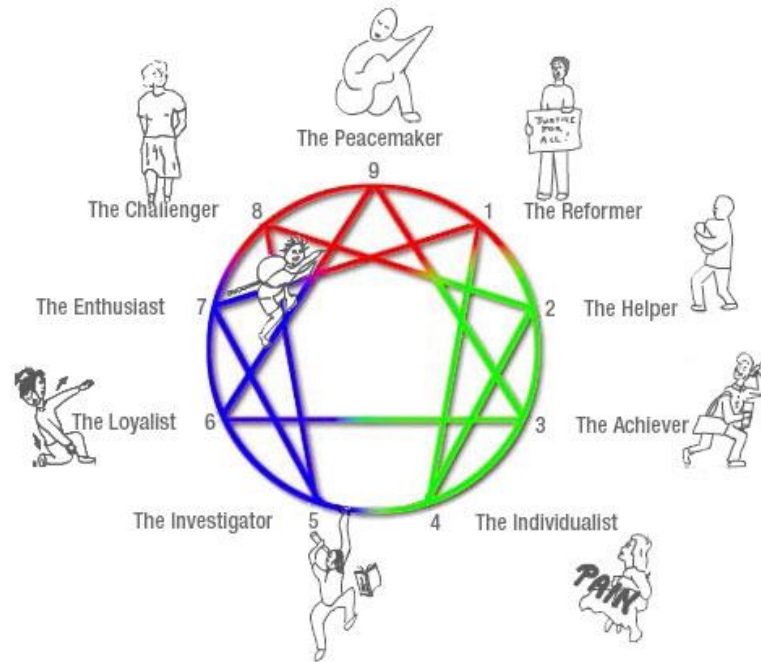 The Peacemaker
9
JUSTICE
FOR
ALL!
The Challenger
8
1
The Reformer
The Enthusiast
7
2
The Helper
The Loyalist
6
3
The Achiever
The Investigator
5
4
The Individualist
PAIN